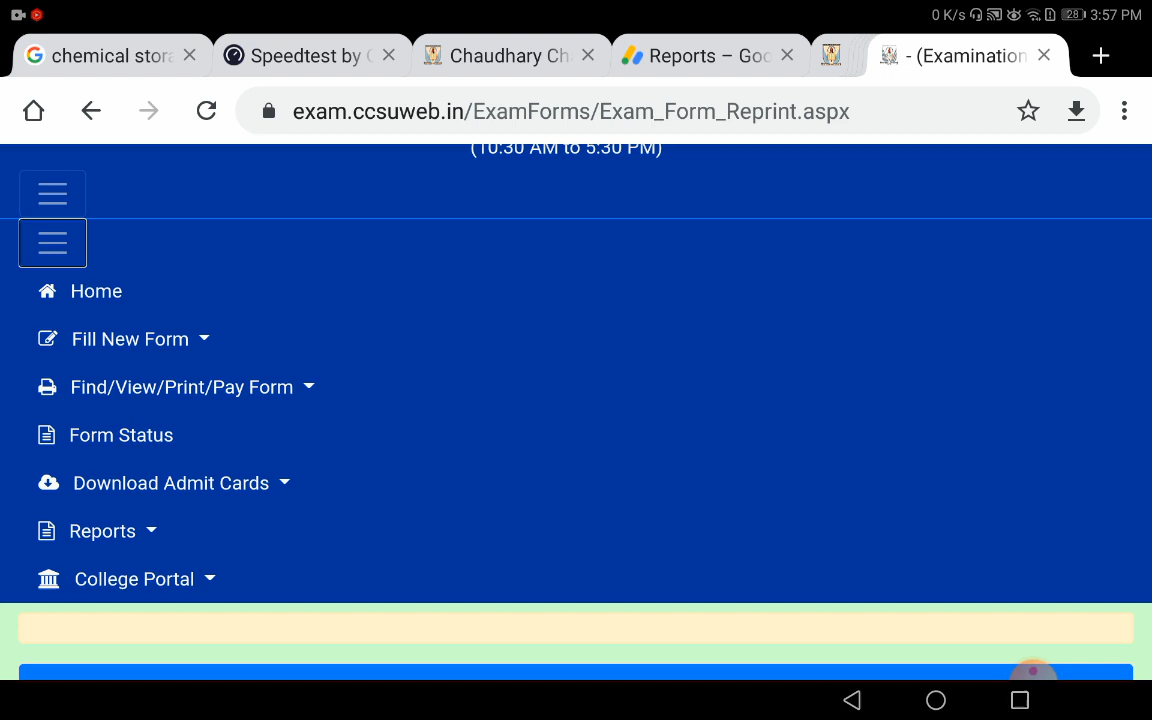 0 K/s 28 3:57 PM
chemical stor
Speedtest by
Chaudhary Ch
Reports – Goo
- (Examination
exam.ccsuweb.in/ExamForms/Exam_Form_Reprint.aspx
(10:30 AM to 5:30 PM)
Home
Fill New Form
Find/View/Print/Pay Form
Form Status
Download Admit Cards
Reports
College Portal